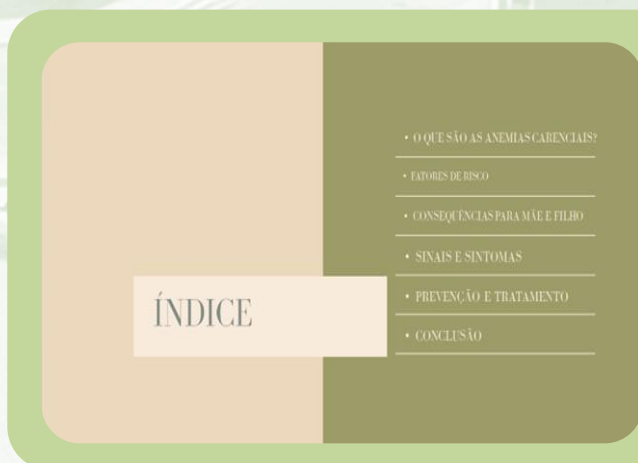 • O QUE SÃO AS ANEMIAS CARENCIAIS?
• FATORES DE RISCO
• CONSEQUÊNCIAS PARA MÃE E FILHO
• SINAIS E SINTOMAS
• PREVENÇÃO E TRATAMENTO
• CONCLUSÃO
ÍNDICE